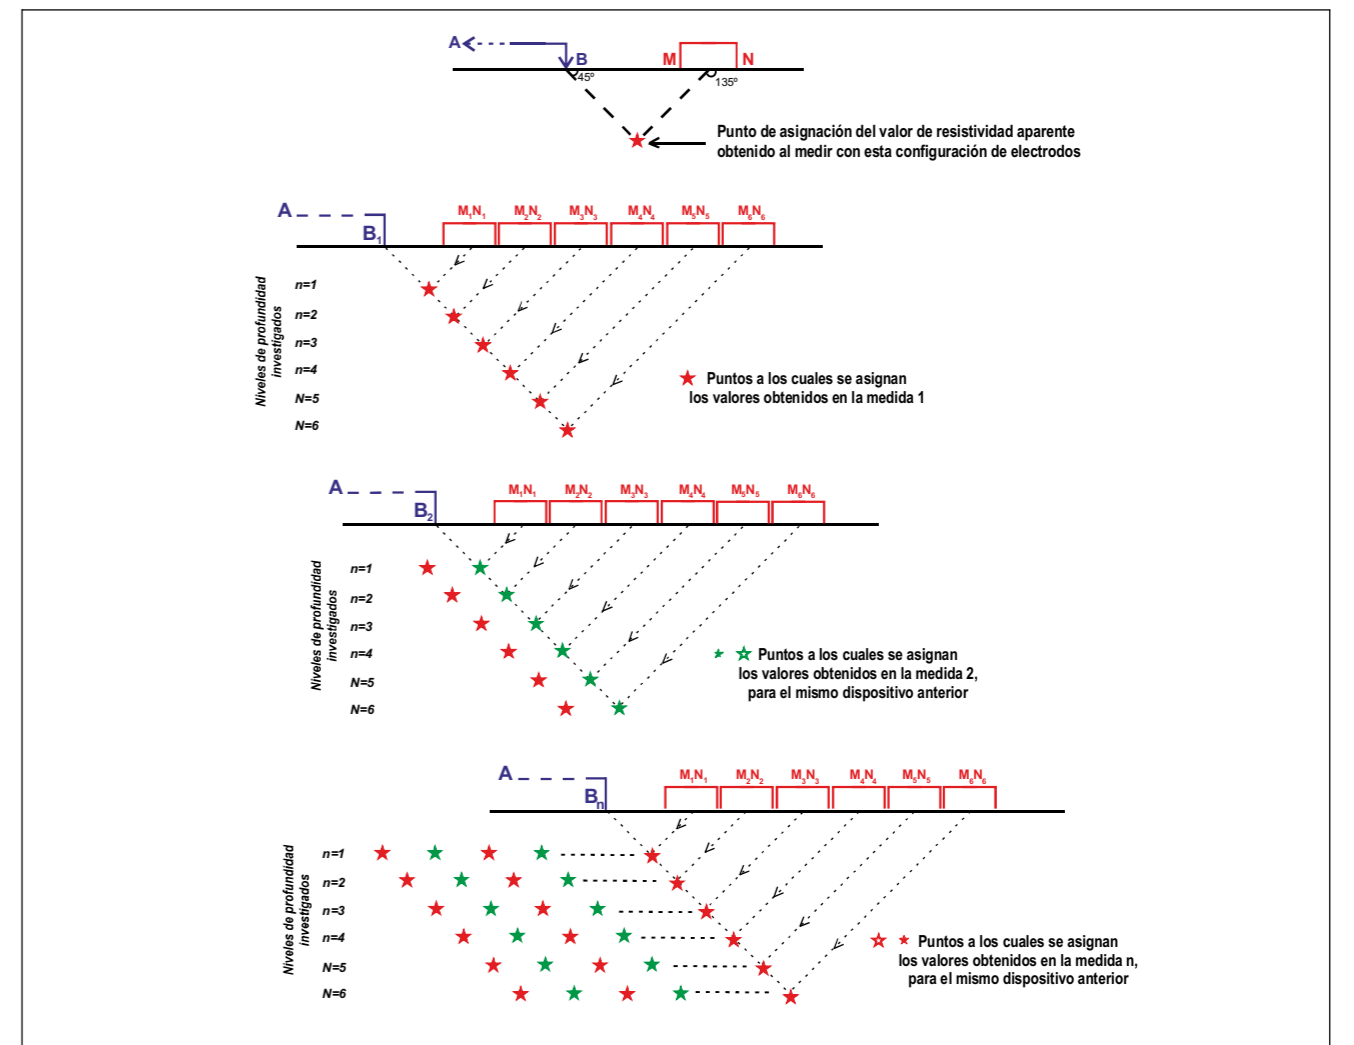 A B M N
45º 135º
Punto de asignación del valor de resistividad aparente
obtenido al medir con esta configuración de electrodos
A M₁N₁ M₂N₂ M₃N₃ M₄N₄ M₅N₅ M₆N₆
B₁
Niveles de profundidad
investigados
n=1
n=2
n=3
n=4
N=5
N=6
Puntos a los cuales se asignan
los valores obtenidos en la medida 1
A M₁N₁ M₂N₂ M₃N₃ M₄N₄ M₅N₅ M₆N₆
B₂
Niveles de profundidad
investigados
n=1
n=2
n=3
n=4
N=5
N=6
Puntos a los cuales se asignan
los valores obtenidos en la medida 2,
para el mismo dispositivo anterior
A M₁N₁ M₂N₂ M₃N₃ M₄N₄ M₅N₅ M₆N₆
Bₙ
Niveles de profundidad
investigados
n=1
n=2
n=3
n=4
N=5
N=6
Puntos a los cuales se asignan
los valores obtenidos en la medida n,
para el mismo dispositivo anterior